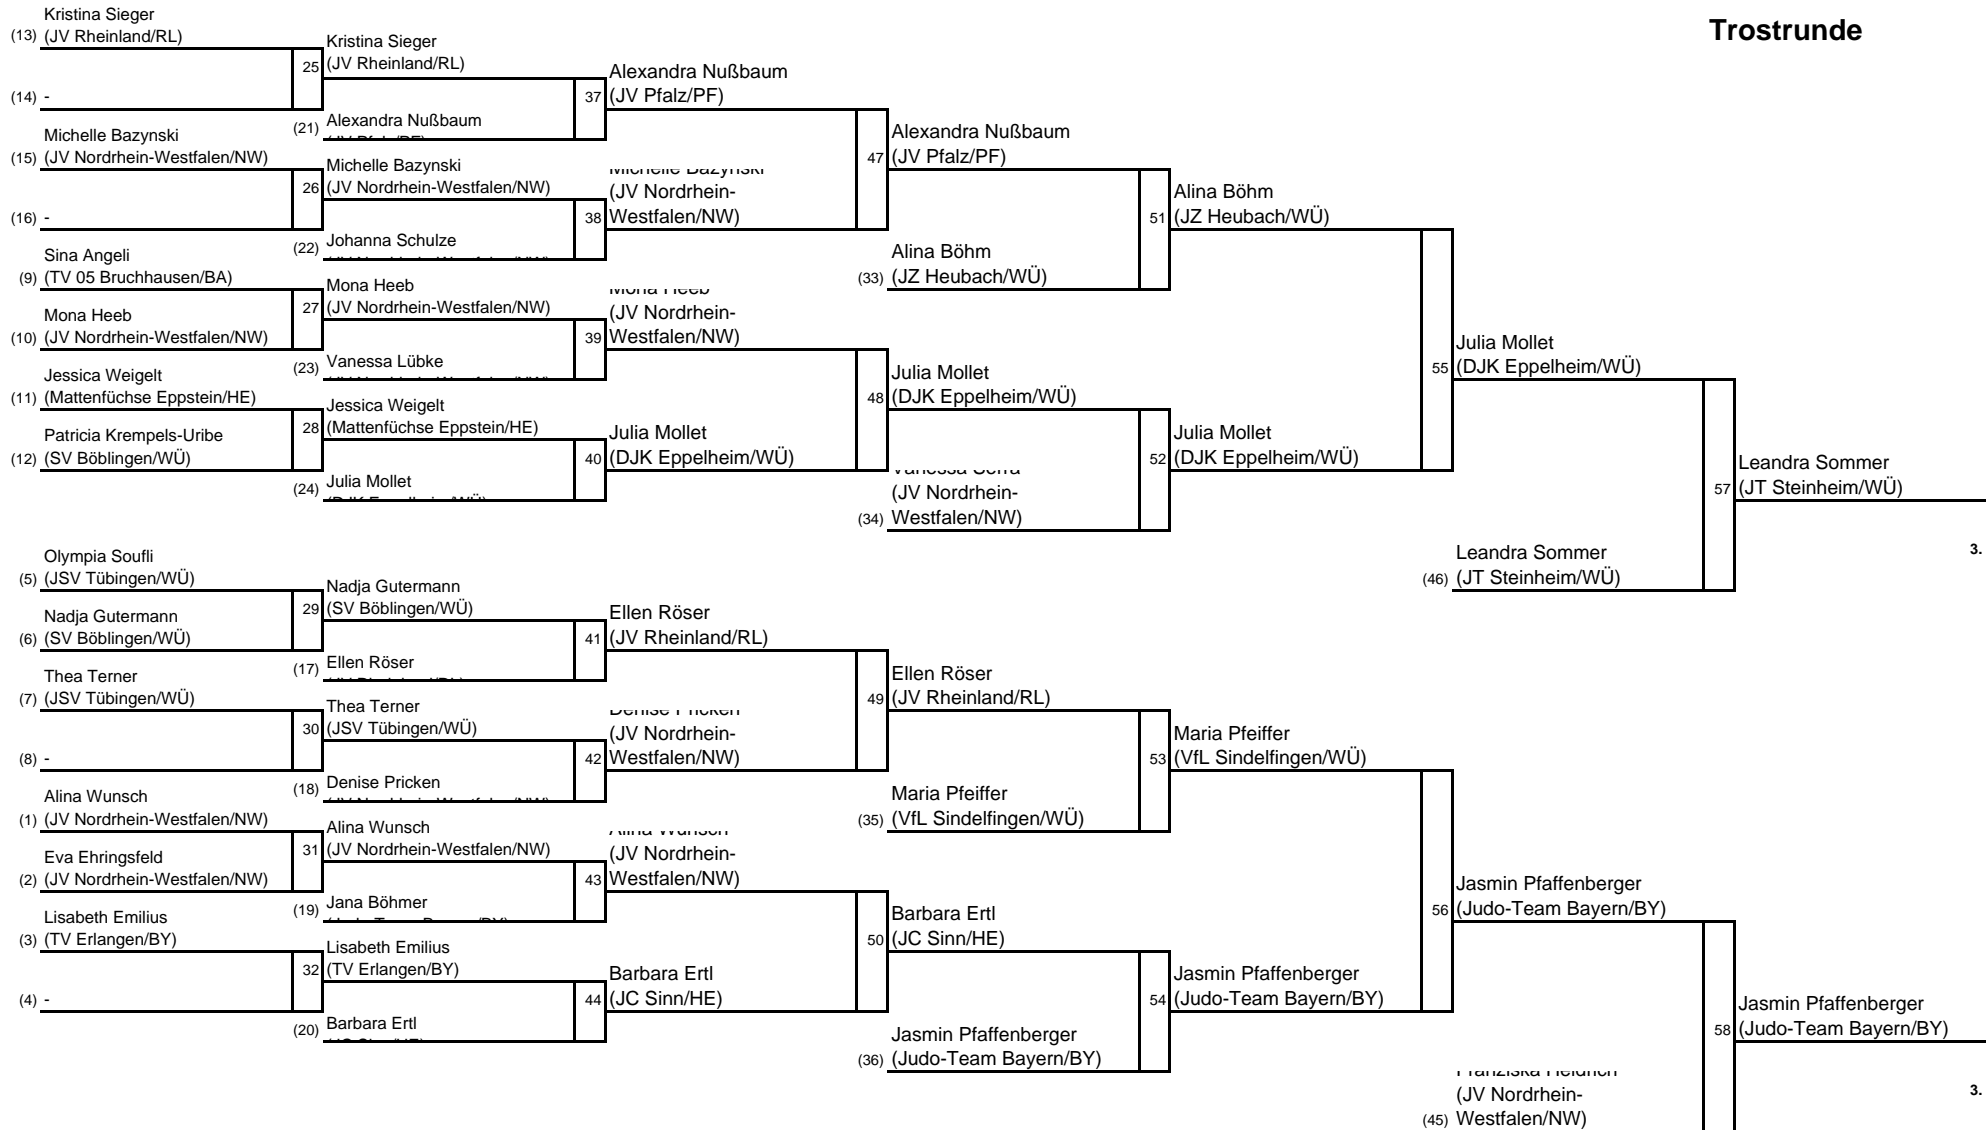 Trostrunde
Kristina Sieger
(13) (JV Rheinland/RL)
(14) -
Michelle Bazynski
(15) (JV Nordrhein-Westfalen/NW)
(16) -
Sina Angeli
(9) (TV 05 Bruchhausen/BA)
Mona Heeb
(10) (JV Nordrhein-Westfalen/NW)
Jessica Weigelt
(11) (Mattenfüchse Eppstein/HE)
Patricia Krempels-Uribe
(12) (SV Böblingen/WÜ)
Olympia Soufli
(5) (JSV Tübingen/WÜ)
Nadja Gutermann
(6) (SV Böblingen/WÜ)
Thea Terner
(7) (JSV Tübingen/WÜ)
(8) -
Alina Wunsch
(1) (JV Nordrhein-Westfalen/NW)
Eva Ehringsfeld
(2) (JV Nordrhein-Westfalen/NW)
Lisabeth Emilius
(3) (TV Erlangen/BY)
(4) -
Kristina Sieger
25 (JV Rheinland/RL)
(21) Alexandra Nußbaum
Michelle Bazynski
26 (JV Nordrhein-Westfalen/NW)
(22) Johanna Schulze
Mona Heeb
27 (JV Nordrhein-Westfalen/NW)
(23) Vanessa Lübke
Jessica Weigelt
28 (Mattenfüchse Eppstein/HE)
(24) Julia Mollet
(DJK Eppelheim/WÜ)
Nadja Gutermann
29 (SV Böblingen/WÜ)
(17) Ellen Röser
Thea Terner
30 (JSV Tübingen/WÜ)
(18) Denise Pricken
Alina Wunsch
31 (JV Nordrhein-Westfalen/NW)
(19) Jana Böhmer
Lisabeth Emilius
32 (TV Erlangen/BY)
(20) Barbara Ertl
Alexandra Nußbaum
37 (JV Pfalz/PF)
Michelle Bazynski
(JV Nordrhein-
38 Westfalen/NW)
Mona Heeb
(JV Nordrhein-
39 Westfalen/NW)
Julia Mollet
40 (DJK Eppelheim/WÜ)
Ellen Röser
41 (JV Rheinland/RL)
Denise Pricken
(JV Nordrhein-
42 Westfalen/NW)
Alina Wunsch
(JV Nordrhein-
43 Westfalen/NW)
Barbara Ertl
44 (JC Sinn/HE)
Alexandra Nußbaum
47 (JV Pfalz/PF)
Alina Böhm
(33) (JZ Heubach/WÜ)
Julia Mollet
48 (DJK Eppelheim/WÜ)
(JV Nordrhein-
(34) Westfalen/NW)
Ellen Röser
49 (JV Rheinland/RL)
Maria Pfeiffer
(35) (VfL Sindelfingen/WÜ)
Barbara Ertl
50 (JC Sinn/HE)
Jasmin Pfaffenberger
(36) (Judo-Team Bayern/BY)
Alina Böhm
51 (JZ Heubach/WÜ)
Julia Mollet
52 (DJK Eppelheim/WÜ)
Maria Pfeiffer
53 (VfL Sindelfingen/WÜ)
Jasmin Pfaffenberger
54 (Judo-Team Bayern/BY)
Julia Mollet
55 (DJK Eppelheim/WÜ)
Leandra Sommer
(46) (JT Steinheim/WÜ)
Jasmin Pfaffenberger
56 (Judo-Team Bayern/BY)
(JV Nordrhein-
(45) Westfalen/NW)
Leandra Sommer
57 (JT Steinheim/WÜ)
3.
Jasmin Pfaffenberger
58 (Judo-Team Bayern/BY)
3.